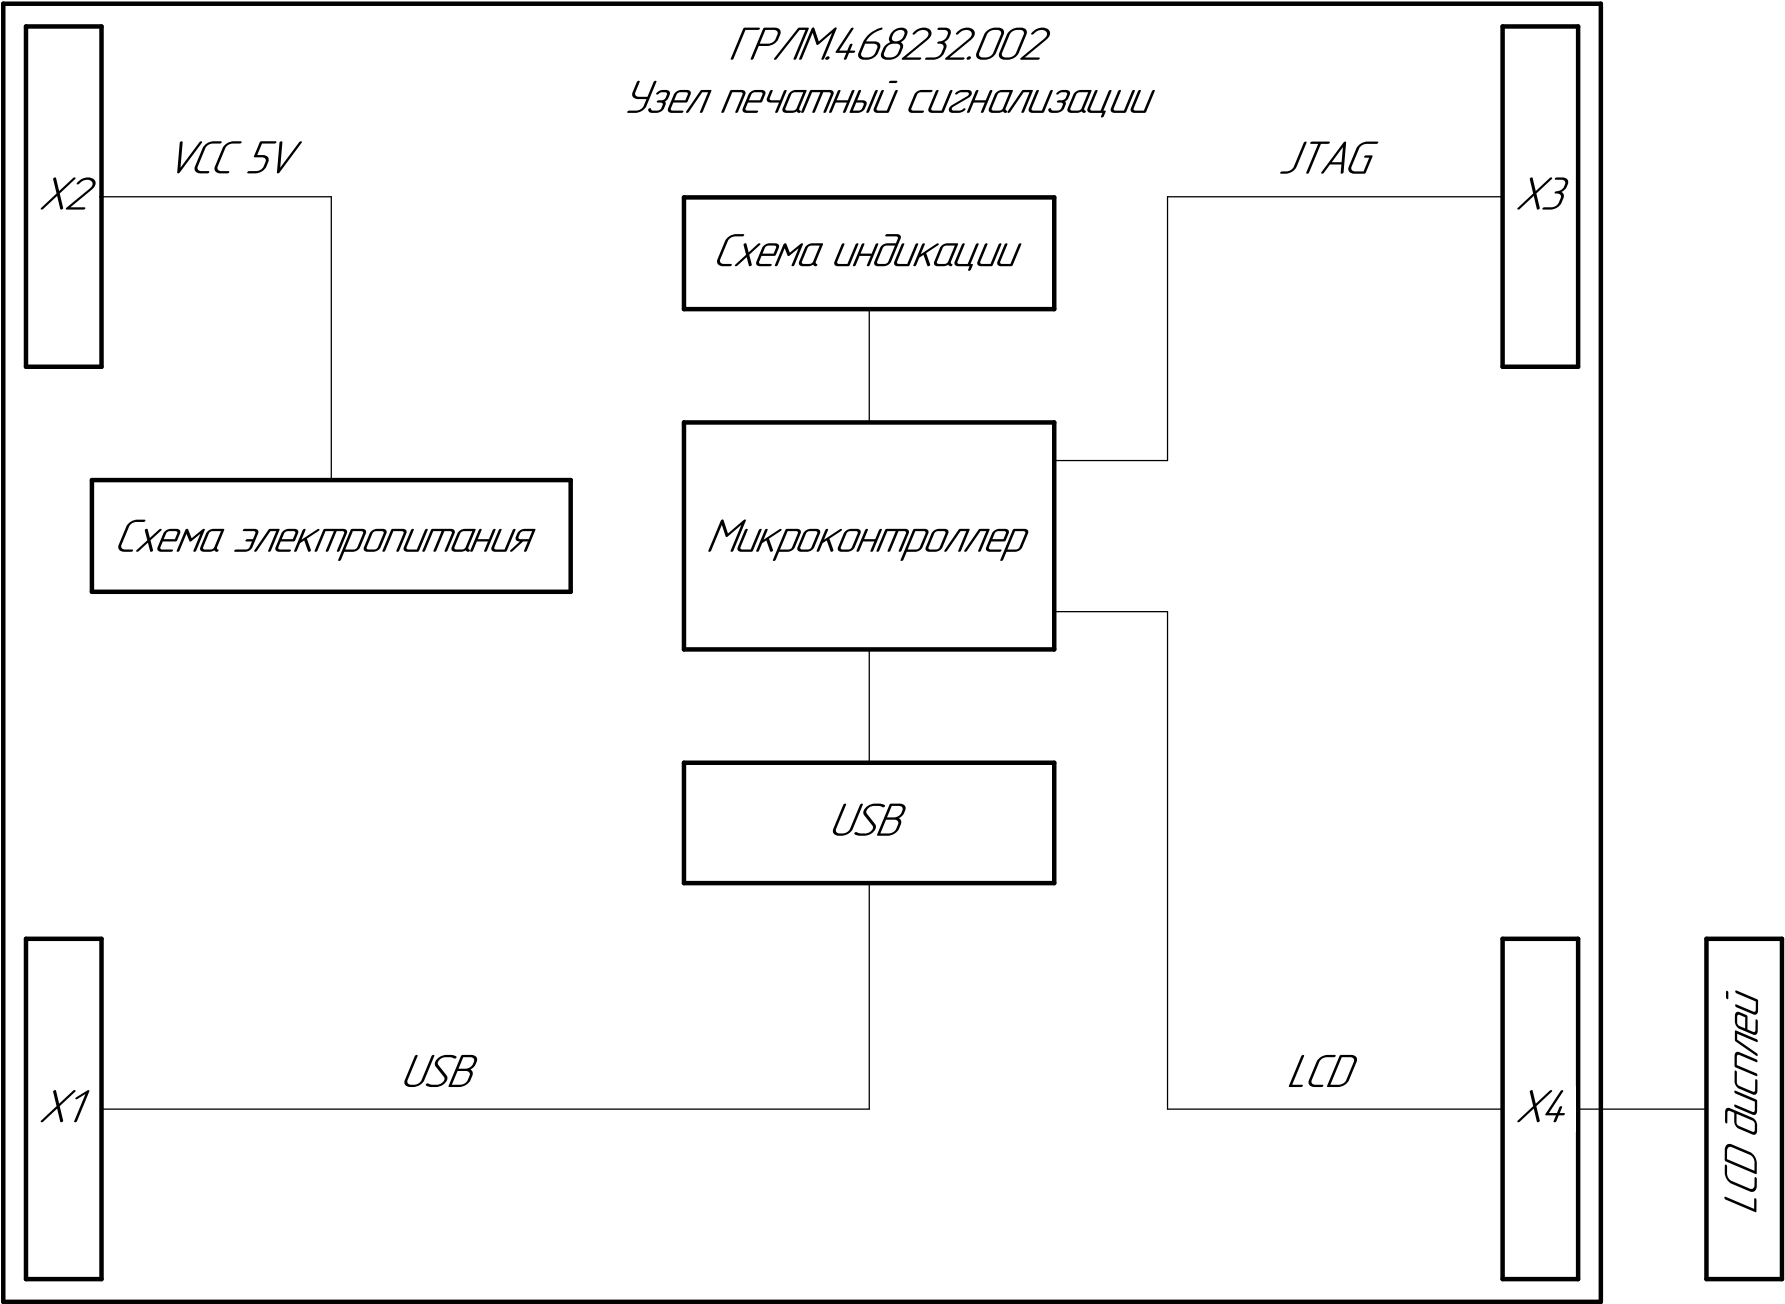 ГРЛМ.468232.002
Узел печатный сигнализации
VCC 5V
JTAG
X2
X3
Схема индикации
Схема электропитания
Микроконтроллер
USB
USB
LCD
X1
X4
LCD дисплей